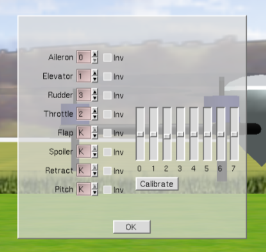 Aileron 0 Inv
Elevator 1 Inv
Rudder 3 Inv
Throttle 2 Inv
Flap K Inv
Spoiler K Inv
Retract K Inv
Pitch K Inv
0 1 2 3 4 5 6 7
Calibrate
OK